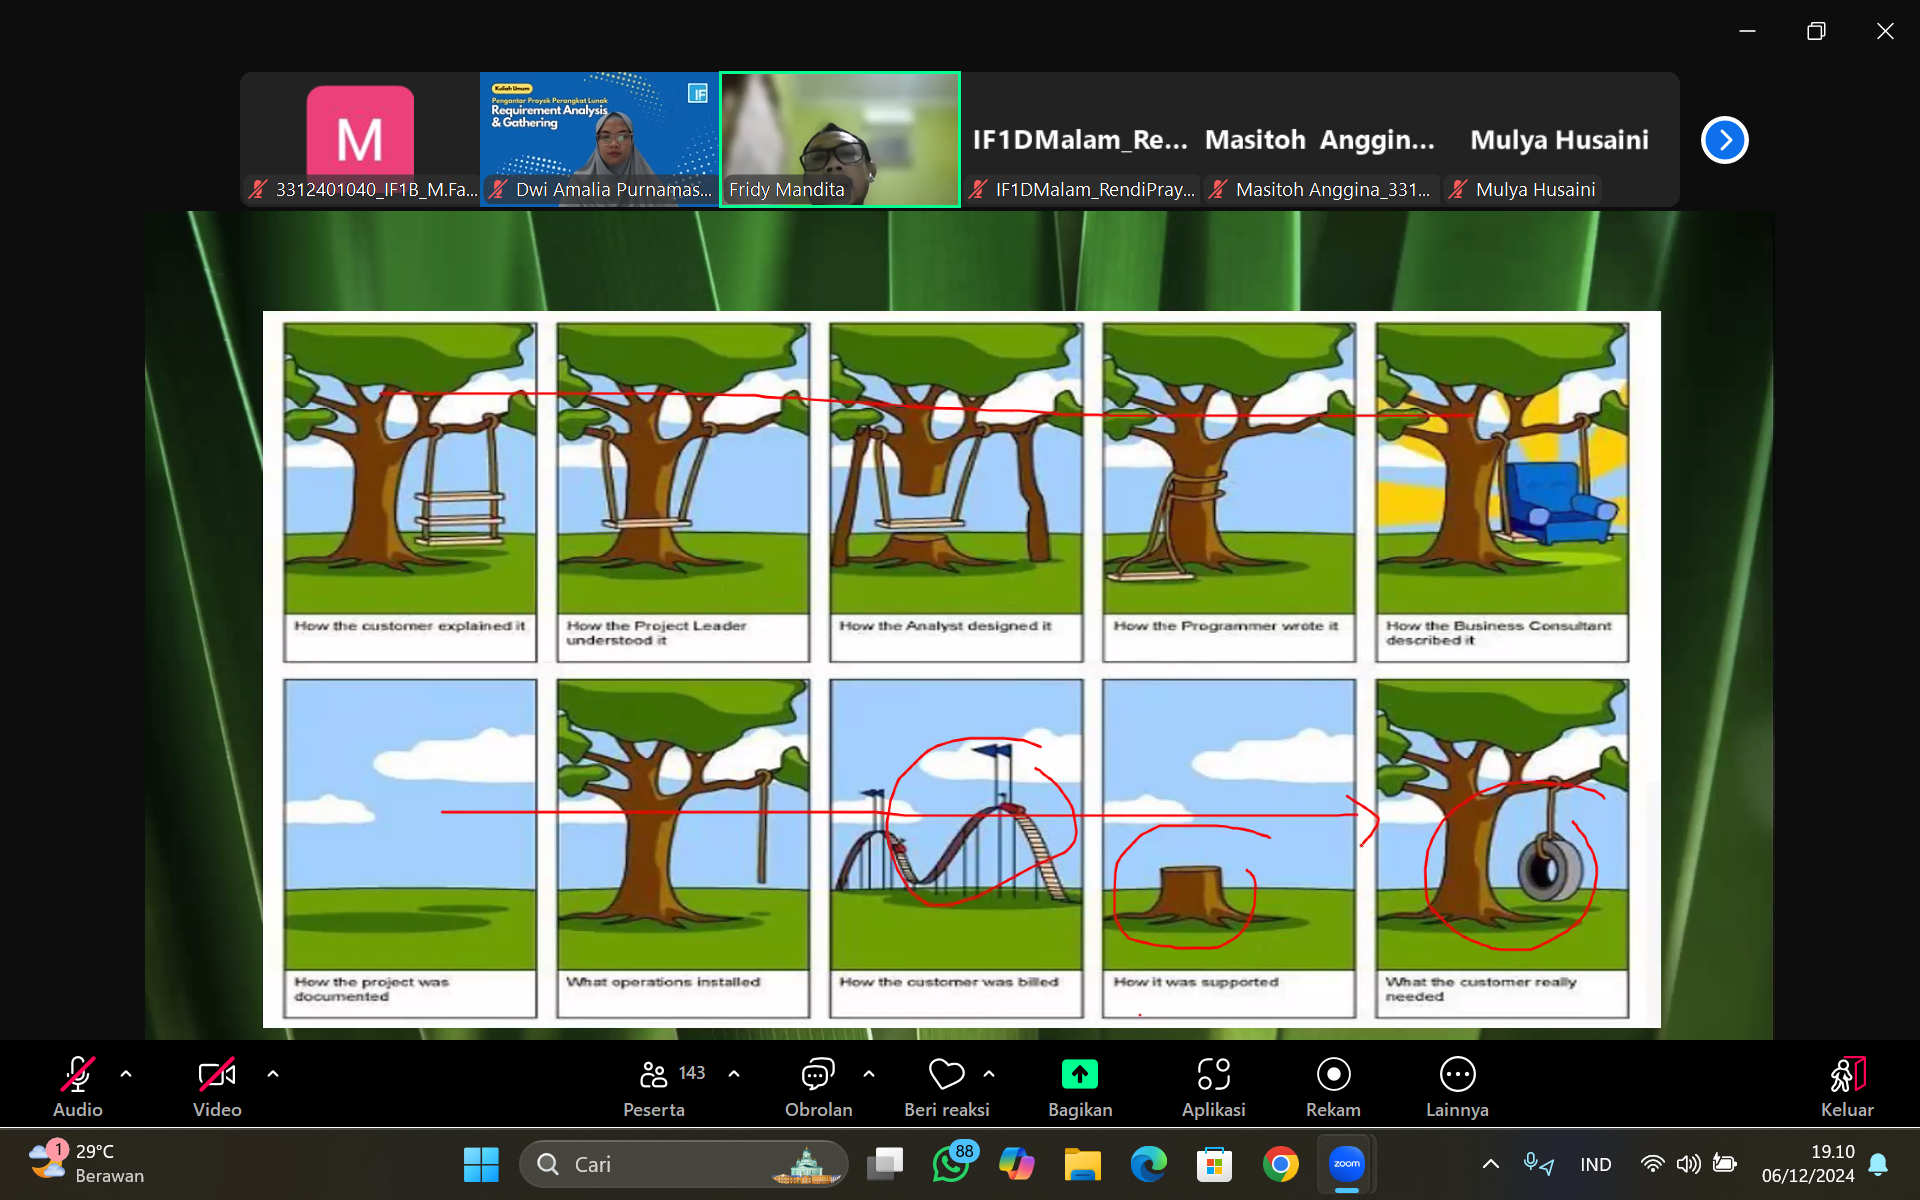 M
3312401040_IF1B_M.Fa...
Kuliah Umum
Pengantar Proyek Perangkat Lunak
Requirement Analysis
& Gathering
IF
Dwi Amalia Purnamas...
Fridy Mandita
IF1DMalam_Re...
IF1DMalam_RendiPray...
Masitoh Anggin...
Masitoh Anggina_331...
Mulya Husaini
Mulya Husaini
How the customer explained it
How the Project Leader
understood it
How the Analyst designed it
How the Programmer wrote it
How the Business Consultant
described it
How the project was
documented
What operations installed
How the customer was billed
How it was supported
What the customer really
needed
Audio
Video
143
Peserta
Obrolan
Beri reaksi
Bagikan
Aplikasi
Rekam
Lainnya
Keluar
1
29°C
Berawan
Cari
88
zoom
IND
19.10
06/12/2024